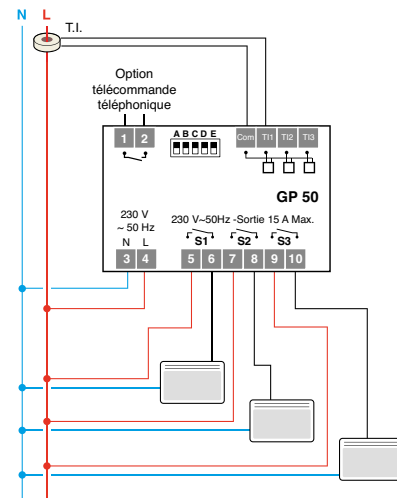 N L
T.I.
Option
télécommande
téléphonique
1 2
A B C D E
Com TI1 TI2 TI3
GP 50
230 V
~ 50 Hz
230 V~50Hz -Sortie 15 A Max.
N L
S1 S2 S3
3 4 5 6 7 8 9 10